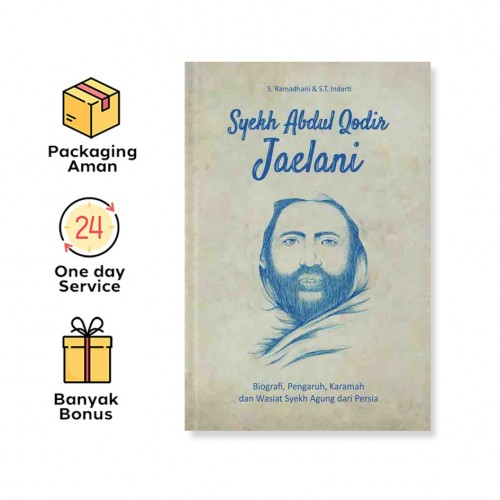 Packaging
Aman
24
One day
Service
Banyak
Bonus
S. Ramadhani & S.T. Indarti
Syekh Abdul Qodir
Jaelani
Biografi, Pengaruh, Karamah
dan Wasiat Syekh Agung dari Persia